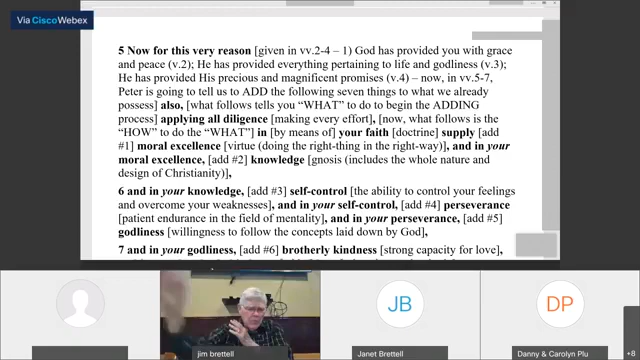 Via Cisco Webex
5 Now for this very reason [given in vv.2-4 – 1) God has provided you with grace
and peace (v.2); He has provided everything pertaining to life and godliness (v.3);
He has provided His precious and magnificent promises (v.4) – now, in vv.5-7,
Peter is going to tell us to ADD the following seven things to what we already
possess] also, [what follows tells you “WHAT” to do to begin the ADDING
process] applying all diligence [making every effort], [now, what follows is the
“HOW” to do the “WHAT”] in [by means of] your faith [doctrine] supply [add
#1] moral excellence [virtue (doing the right-thing in the right-way)], and in your
moral excellence, [add #2] knowledge [gnosis (includes the whole nature and
design of Christianity)],
6 and in your knowledge, [add #3] self-control [the ability to control your feelings
and overcome your weaknesses], and in your self-control, [add #4] perseverance
[patient endurance in the field of mentality], and in your perseverance, [add #5]
godliness [willingness to follow the concepts laid down by God],
7 and in your godliness, [add #6] brotherly kindness [strong capacity for love],
JB
DP
jim brettell
Janet Brettell
Danny & Carolyn Plu
+8